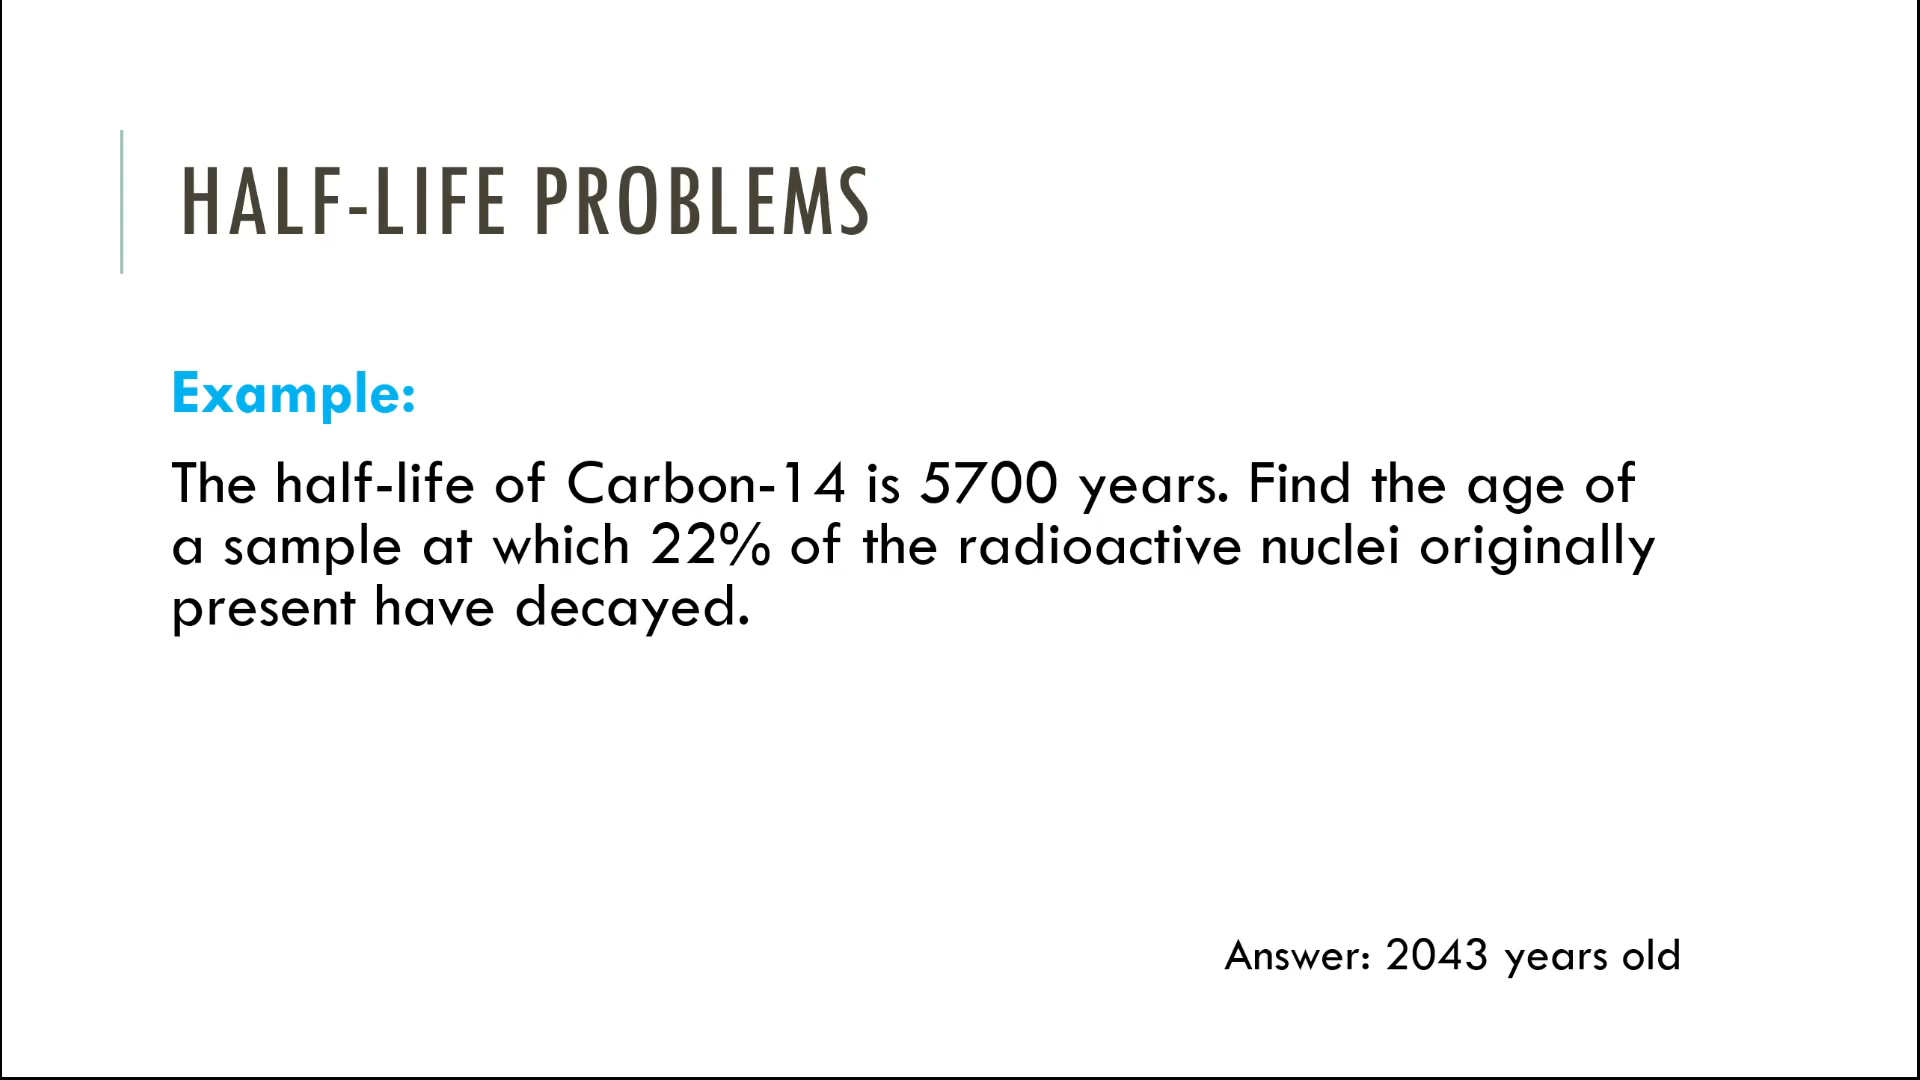 HALF-LIFE PROBLEMS
Example:
The half-life of Carbon-14 is 5700 years. Find the age of
a sample at which 22% of the radioactive nuclei originally
present have decayed.
Answer: 2043 years old